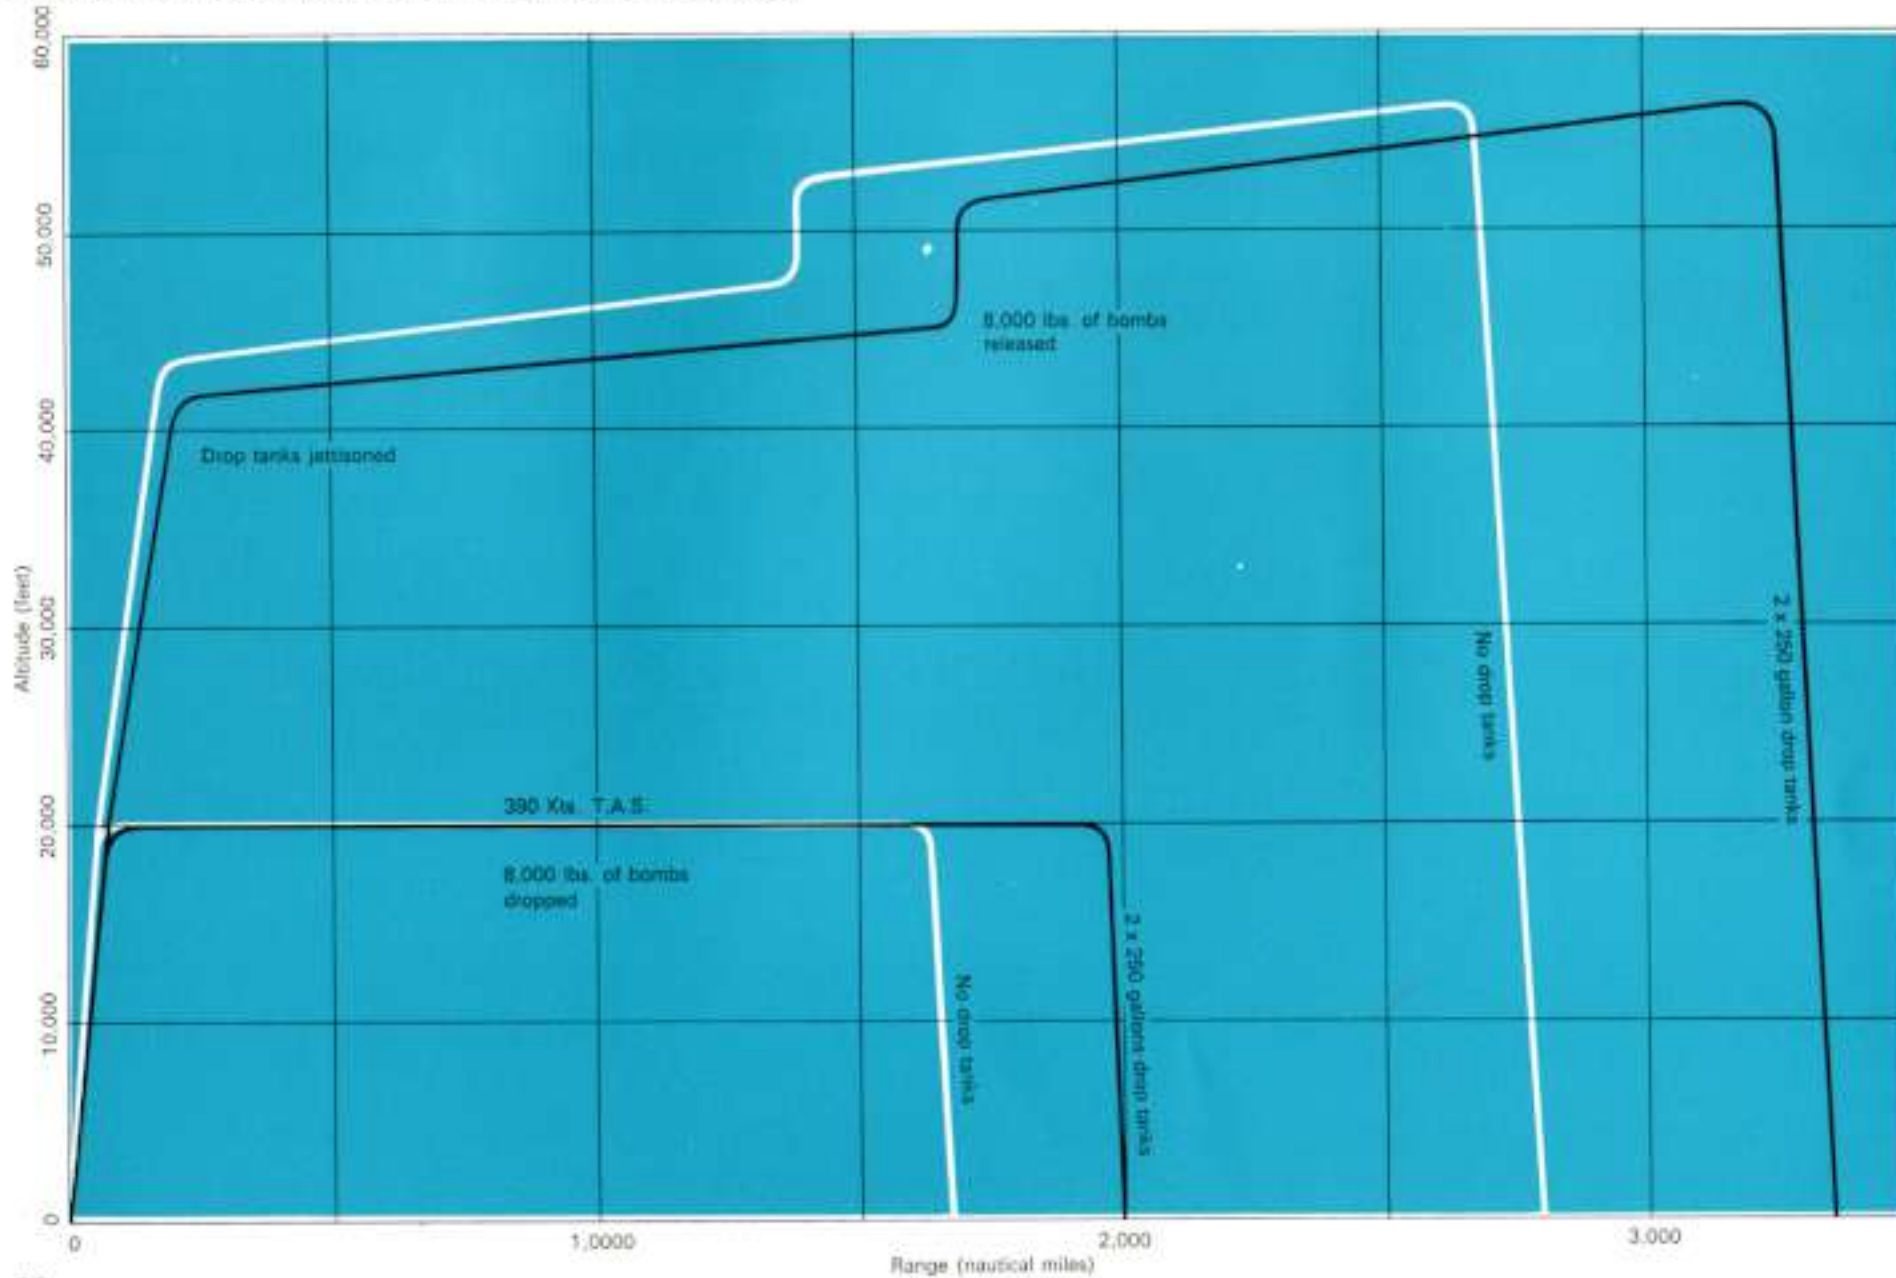 60,000
50,000
40,000
30,000
20,000
10,000
0
Altitude (feet)
Drop tanks jettisoned
8,000 lbs. of bombs
released
390 Kts. T.A.S.
8,000 lbs. of bombs
dropped
No drop tanks
2 x 250 gallons drop tanks
No drop tanks
2 x 250 gallon drop tanks
0
1,0000
2,000
3.000
Range (nautical miles)